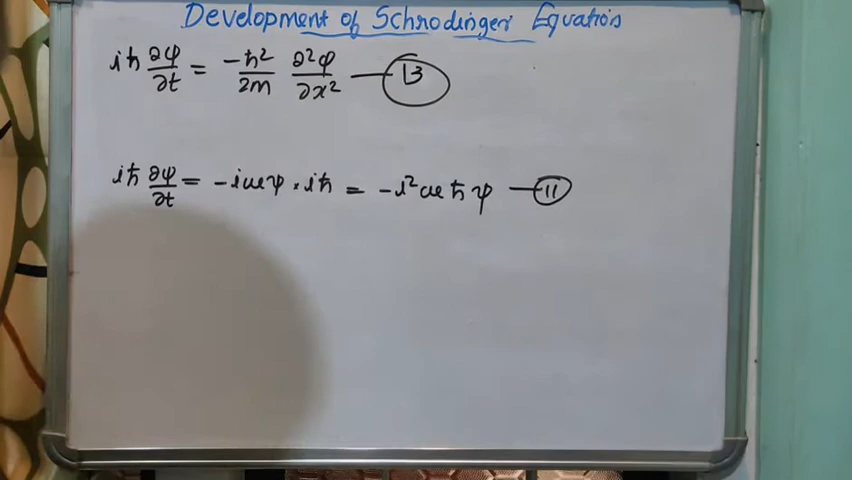 Development of Schrodinger Equation
iħ ∂ψ/∂t = -ħ²/2m ∂²ψ/∂x² — 13
iħ ∂ψ/∂t = -iωψ × iħ = -i²ωħψ — 11